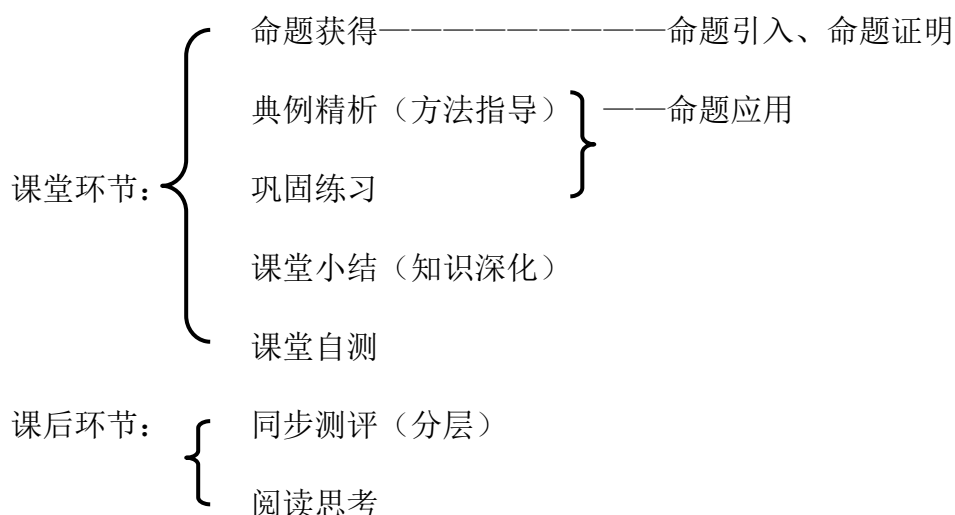 命题获得—————————命题引入、命题证明
典例精析（方法指导） ——命题应用
课堂环节： 巩固练习
课堂小结（知识深化）
课堂自测
课后环节： 同步测评（分层）
阅读思考